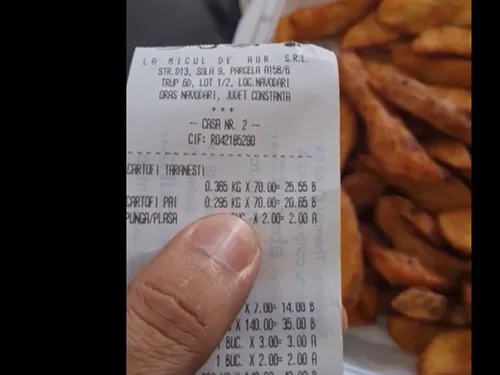 LA MICUL DE AUR S.R.L.
STR.D13, SOLA 9, PARCELA A158/6
TRUP 6D, LOT 1/2, LOC.NAVODARI
ORAS NAVODARI, JUDET CONSTANTA
+++
-- CASA NR. 2 --
CIF: RO42185290
CARTOFI TARANESTI
0.365 KG X 70.00= 25.55 B
CARTOFI PAI 0.295 KG X 70.00= 20.65 B
PUNGA/PLASA BUC. X 2.00= 2.00 A
X 7.00= 14.00 B
X 140.00= 35.00 B
1 BUC. X 3.00= 3.00 A
1 BUC. X 2.00= 2.00 A